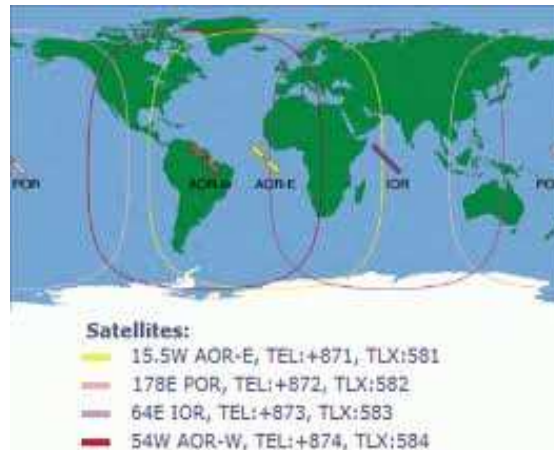 POR AOR-W AOR-E IOR PO
Satellites:
15.5W AOR-E, TEL:+871, TLX:581
178E POR, TEL:+872, TLX:582
64E IOR, TEL:+873, TLX:583
54W AOR-W, TEL:+874, TLX:584